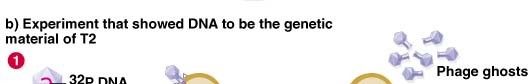 b) Experiment that showed DNA to be the genetic
material of T2
1
32P DNA
Phage ghosts